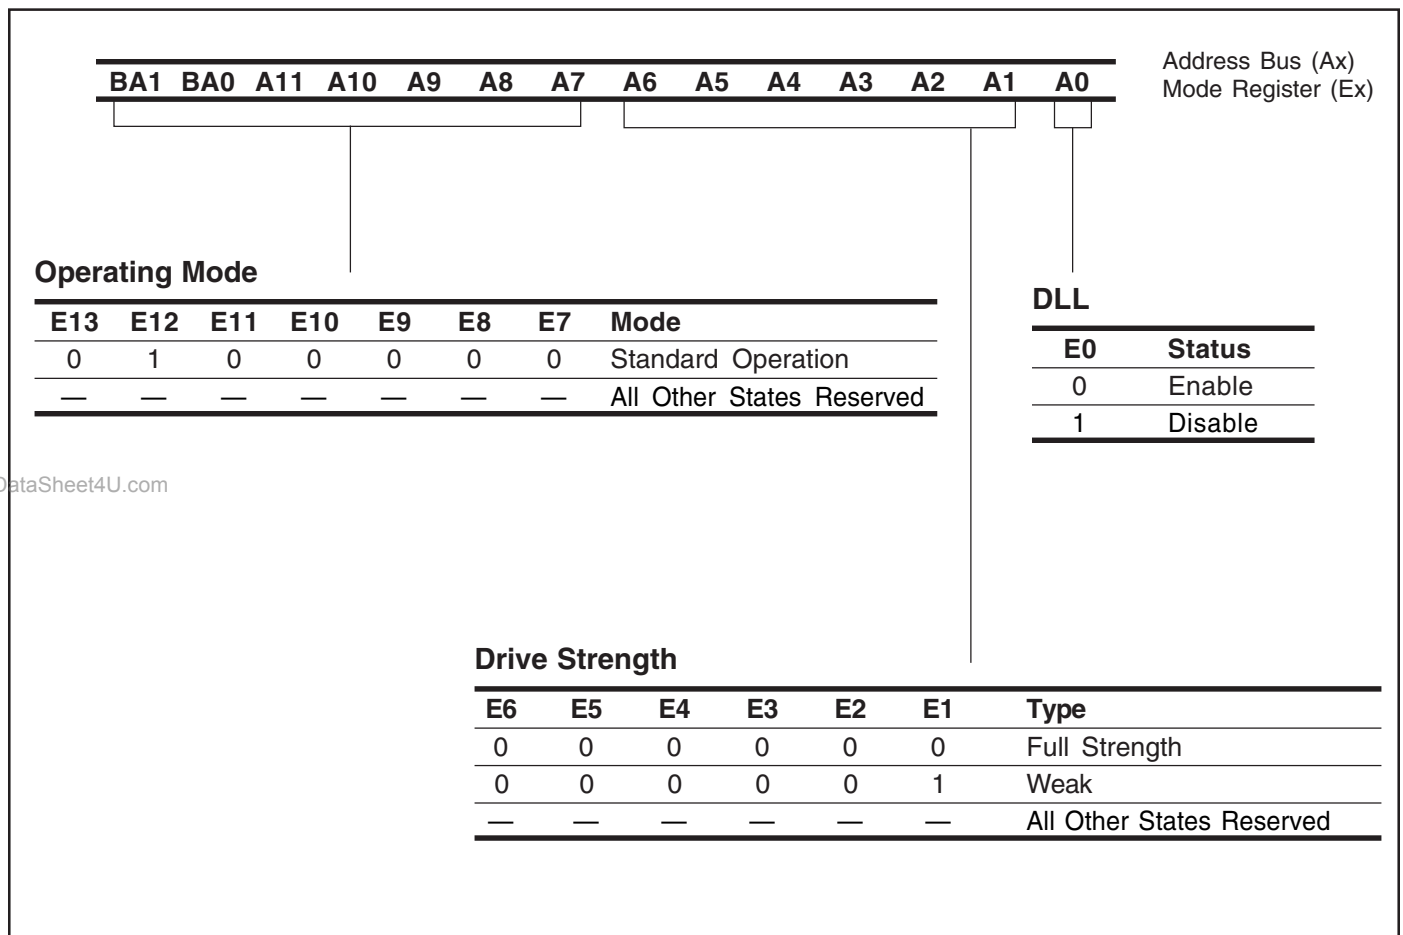 Address Bus (Ax)
BA1 BA0 A11 A10 A9 A8 A7 A6 A5 A4 A3 A2 A1 A0
Mode Register (Ex)
Operating Mode
E13 E12 E11 E10 E9 E8 E7 Mode
0 1 0 0 0 0 0 Standard Operation
— — — — — — — All Other States Reserved
DLL
E0 Status
0 Enable
1 Disable
DataSheet4U.com
Drive Strength
E6 E5 E4 E3 E2 E1 Type
0 0 0 0 0 0 Full Strength
0 0 0 0 0 1 Weak
— — — — — — All Other States Reserved